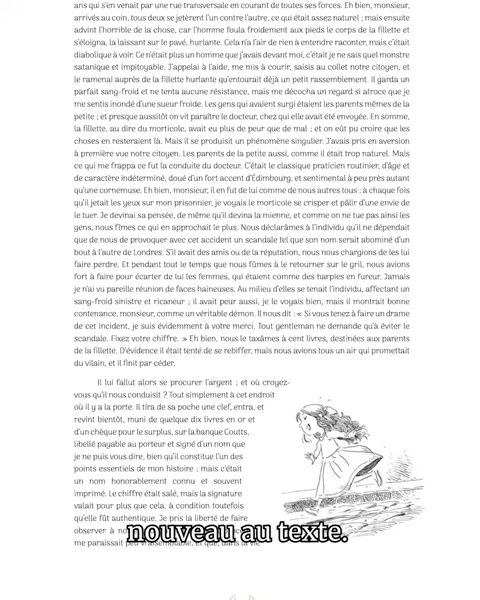 ans qui s'en venait par une rue transversale en courant de toutes ses forces. Eh bien, monsieur,
arrivés au coin, tous deux se jetèrent l'un contre l'autre, ce qui était assez naturel ; mais ensuite
advint l'horrible de la chose, car l'homme foula froidement aux pieds le corps de la fillette et
s'éloigna, la laissant sur le pavé, hurlante. Cela n'a l'air de rien à entendre raconter, mais c'était
diabolique à voir. Ce n'était plus un homme que j'avais devant moi, c'était je ne sais quel monstre
satanique et impitoyable. J'appelai à l'aide, me mis à courir, saisis au collet notre citoyen, et
le ramenai auprès de la fillette hurlante qu'entourait déjà un petit rassemblement. Il garda un
parfait sang-froid et ne tenta aucune résistance, mais me décocha un regard si atroce que je
me sentis inondé d'une sueur froide. Les gens qui avaient surgi étaient les parents mêmes de la
petite ; et presque aussitôt on vit paraître le docteur, chez qui elle avait été envoyée. En somme,
la fillette, au dire du morticole, avait eu plus de peur que de mal ; et on eût pu croire que les
choses en resteraient là. Mais il se produisit un phénomène singulier. J'avais pris en aversion
à première vue notre citoyen. Les parents de la petite aussi, comme il était trop naturel. Mais
ce qui me frappa ce fut la conduite du docteur. C'était le classique praticien routinier, d'âge et
de caractère indéterminé, doué d'un fort accent d'Édimbourg, et sentimental à peu près autant
qu'une cornemuse. Eh bien, monsieur, il en fut de lui comme de nous autres tous : à chaque fois
qu'il jetait les yeux sur mon prisonnier, je voyais le morticole se crisper et pâlir d'une envie de
le tuer. Je devinai sa pensée, de même qu'il devina la mienne, et comme on ne tue pas ainsi les
gens, nous fîmes ce qui en approchait le plus. Nous déclarâmes à l'individu qu'il ne dépendait
que de nous de provoquer avec cet accident un scandale tel que son nom serait abominé d'un
bout à l'autre de Londres. S'il avait des amis ou de la réputation, nous nous chargions de les lui
faire perdre. Et pendant tout le temps que nous fûmes à le retourner sur le gril, nous avions
fort à faire pour écarter de lui les femmes, qui étaient comme des harpies en fureur. Jamais
je n'ai vu pareille réunion de faces haineuses. Au milieu d'elles se tenait l'individu, affectant un
sang-froid sinistre et ricaneur ; il avait peur aussi, je le voyais bien, mais il montrait bonne
contenance, monsieur, comme un véritable démon. Il nous dit : « Si vous tenez à faire un drame
de cet incident, je suis évidemment à votre merci. Tout gentleman ne demande qu'à éviter le
scandale. Fixez votre chiffre. » Eh bien, nous le taxâmes à cent livres, destinées aux parents
de la fillette. D'évidence il était tenté de se rebiffer, mais nous avions tous un air qui promettait
du vilain, et il finit par céder.
Il lui fallut alors se procurer l'argent ; et où croyez-
vous qu'il nous conduisit ? Tout simplement à cet endroit
où il y a la porte. Il tira de sa poche une clef, entra, et
revint bientôt, muni de quelque dix livres en or et
d'un chèque pour le surplus, sur la banque Coutts,
libellé payable au porteur et signé d'un nom que
je ne puis vous dire, bien qu'il constitue l'un des
points essentiels de mon histoire ; mais c'était
un nom honorablement connu et souvent
imprimé. Le chiffre était salé, mais la signature
valait pour plus que cela, à condition toutefois
qu'elle fût authentique. Je pris la liberté de faire
observer à
me paraissait peu vraisemblable, et que, dans la vie
nouveau au texte.